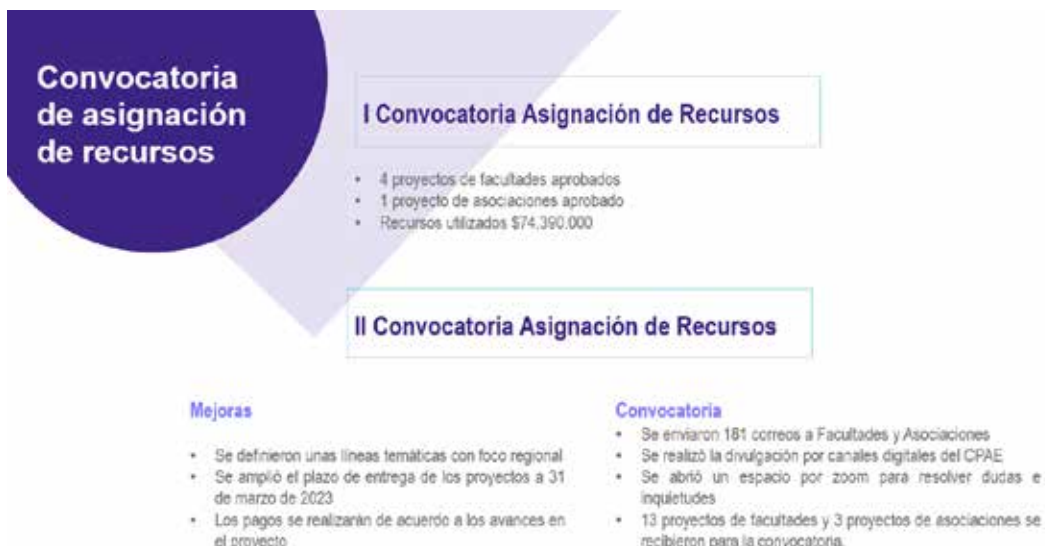 Convocatoria
de asignación
de recursos
I Convocatoria Asignación de Recursos
• 4 proyectos de facultades aprobados
• 1 proyecto de asociaciones aprobado
• Recursos utilizados $74.390.000
II Convocatoria Asignación de Recursos
Mejoras
• Se definieron unas líneas temáticas con foco regional
• Se amplió el plazo de entrega de los proyectos a 31
de marzo de 2023
• Los pagos se realizarán de acuerdo a los avances en
el proyecto
Convocatoria
• Se enviaron 181 correos a Facultades y Asociaciones
• Se realizó la divulgación por canales digitales del CPAE
• Se abrió un espacio por zoom para resolver dudas e
inquietudes
• 13 proyectos de facultades y 3 proyectos de asociaciones se
recibieron para la convocatoria.